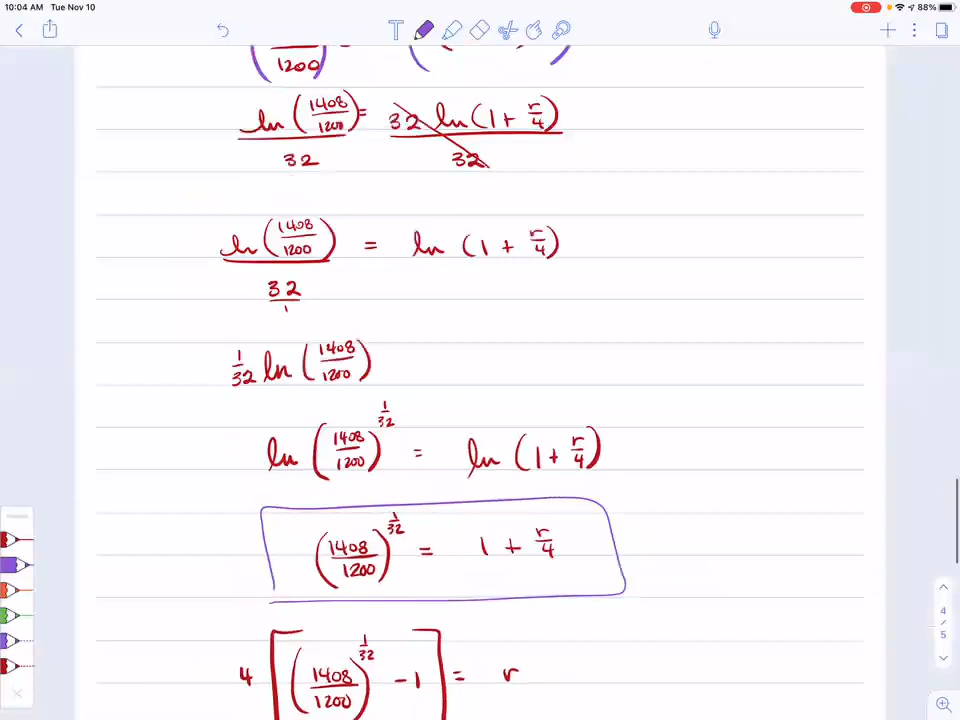 10:04 AM Tue Nov 10 88%
1200
ln (1408/1200) / 32 = 32 ln (1 + r/4) / 32
ln (1408/1200) / (32/1) = ln (1 + r/4)
1/32 ln (1408/1200)
ln (1408/1200)^(1/32) = ln (1 + r/4)
(1408/1200)^(1/32) = 1 + r/4
4 [(1408/1200)^(1/32) - 1] = r
4
/
5